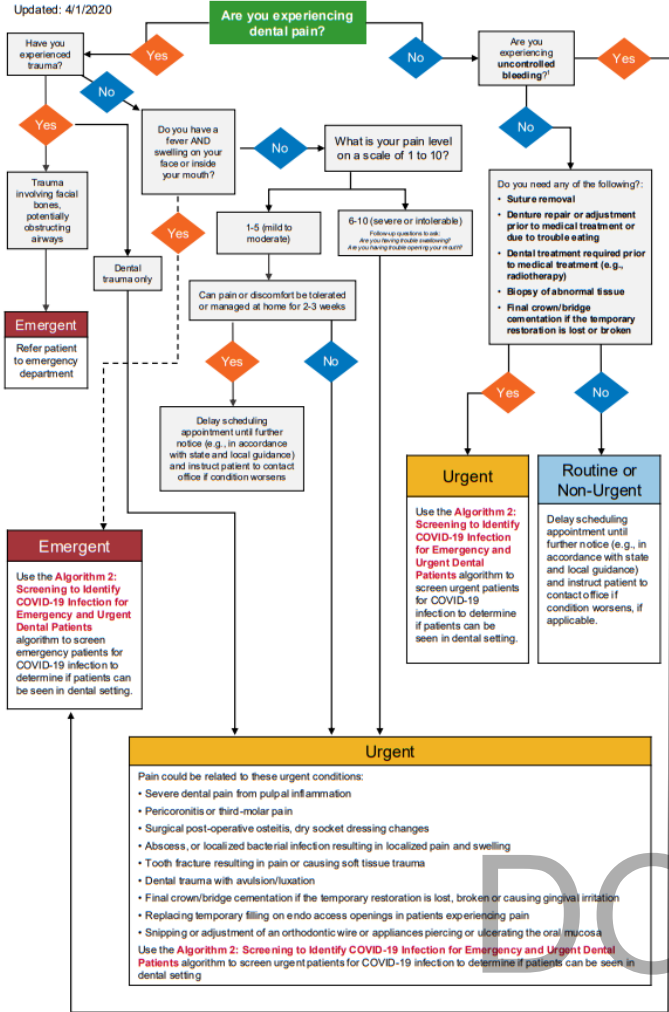 Updated: 4/1/2020
Are you experiencing
dental pain?
Have you
experienced
trauma?
Yes
No
Are you
experiencing
uncontrolled
bleeding?¹
Yes
No
Yes
Do you have a
fever AND
swelling on your
face or inside
your mouth?
No
What is your pain level
on a scale of 1 to 10?
No
Trauma
involving facial
bones,
potentially
obstructing
airways
Yes
1-5 (mild to
moderate)
6-10 (severe or intolerable)
Follow-up questions to ask:
Are you having trouble swallowing?
Are you having trouble opening your mouth?
Do you need any of the following?:
• Suture removal
• Denture repair or adjustment
prior to medical treatment or
due to trouble eating
• Dental treatment required prior
to medical treatment (e.g.,
radiotherapy)
• Biopsy of abnormal tissue
• Final crown/bridge
cementation if the temporary
restoration is lost or broken
Dental
trauma only
Can pain or discomfort be tolerated
or managed at home for 2-3 weeks
Emergent
Refer patient
to emergency
department
Yes
No
Yes
No
Delay scheduling
appointment until further
notice (e.g., in accordance
with state and local guidance)
and instruct patient to contact
office if condition worsens
Urgent
Use the Algorithm 2:
Screening to Identify
COVID-19 Infection
for Emergency and
Urgent Dental
Patients algorithm to
screen urgent patients
for COVID-19
infection to determine
if patients can be
seen in dental setting.
Routine or
Non-Urgent
Delay scheduling
appointment until
further notice (e.g., in
accordance with state
and local guidance)
and instruct patient to
contact office if
condition worsens, if
applicable.
Emergent
Use the Algorithm 2:
Screening to Identify
COVID-19 Infection for
Emergency and Urgent
Dental Patients
algorithm to screen
emergency patients for
COVID-19 infection to
determine if patients can
be seen in dental setting.
Urgent
Pain could be related to these urgent conditions:
• Severe dental pain from pulpal inflammation
• Pericoronitis or third-molar pain
• Surgical post-operative osteitis, dry socket dressing changes
• Abscess, or localized bacterial infection resulting in localized pain and swelling
• Tooth fracture resulting in pain or causing soft tissue trauma
• Dental trauma with avulsion/luxation
• Final crown/bridge cementation if the temporary restoration is lost, broken or causing gingival irritation
• Replacing temporary filling on endo access openings in patients experiencing pain
• Snipping or adjustment of an orthodontic wire or appliances piercing or ulcerating the oral mucosa
Use the Algorithm 2: Screening to Identify COVID-19 Infection for Emergency and Urgent Dental
Patients algorithm to screen urgent patients for COVID-19 infection to determine if patients can be seen in
dental setting
DO